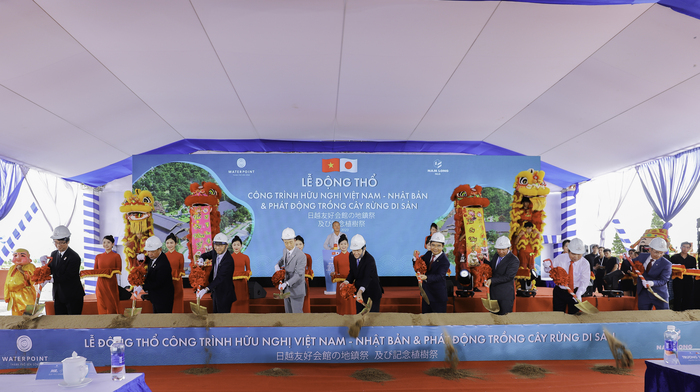 WATERPOINT
LỄ ĐỘNG THỔ
CÔNG TRÌNH HỮU NGHỊ VIỆT NAM - NHẬT BẢN
& PHÁT ĐỘNG TRỒNG CÂY RỪNG DI SẢN
日越友好会館の地鎮祭
及び記念植樹祭
LỄ ĐỘNG THỔ CÔNG TRÌNH HỮU NGHỊ VIỆT NAM - NHẬT BẢN & PHÁT ĐỘNG TRỒNG CÂY RỪNG DI SẢN
日越友好会館の地鎮祭 及び記念植樹祭
WATERPOINT